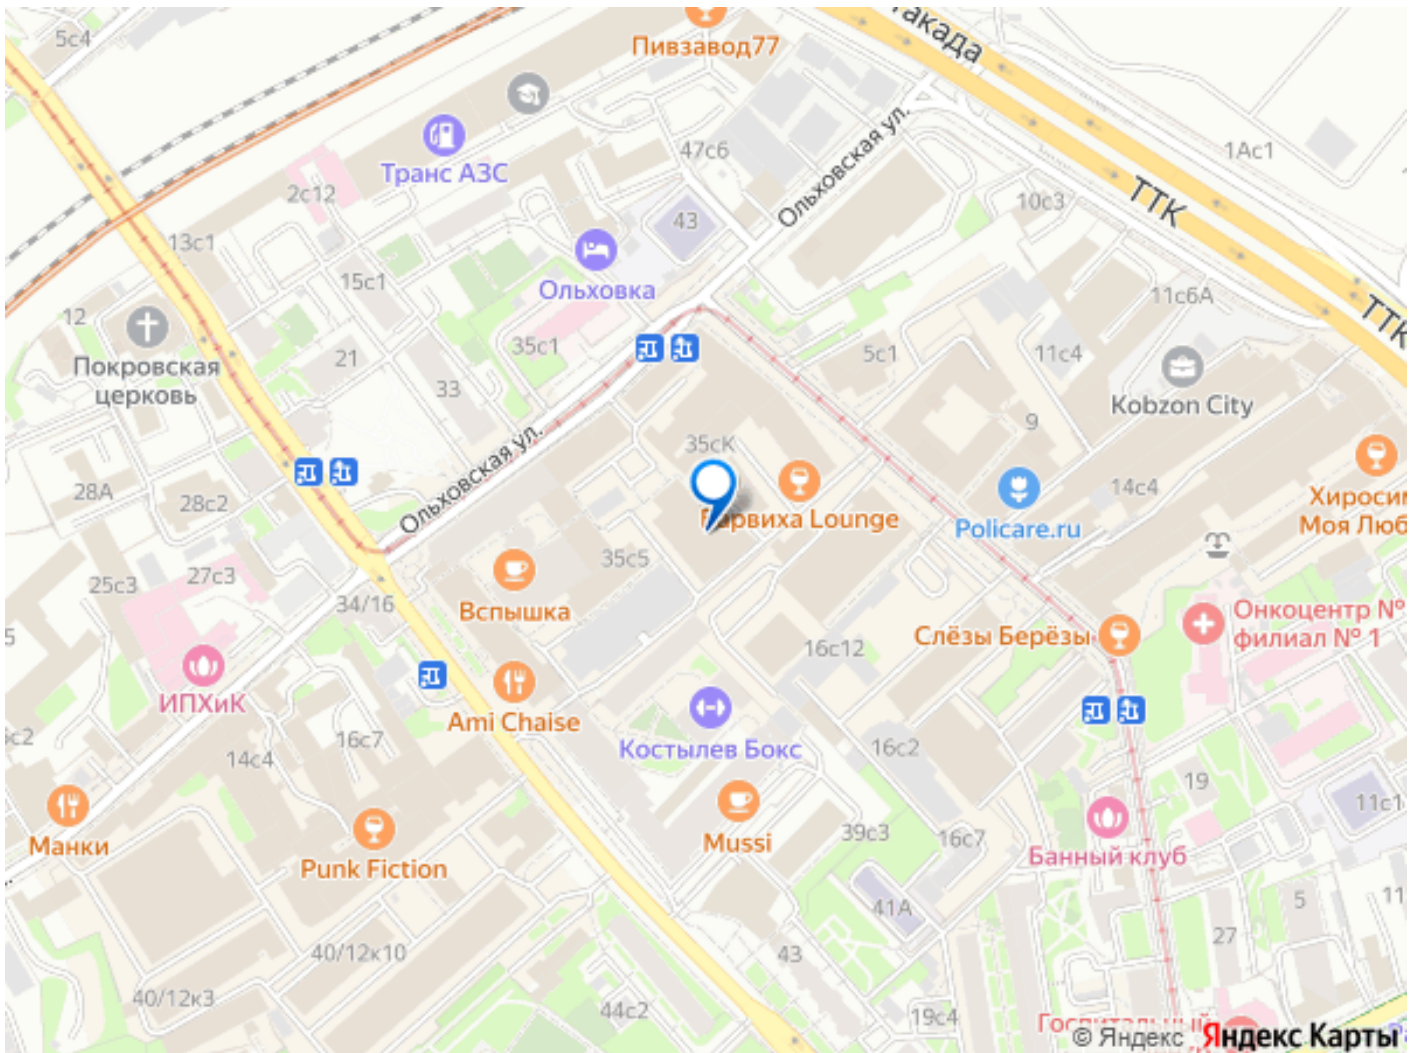 5с4
Пивзавод77
Транс АЗС
2с12
47с6
Ольховская ул.
ТТК
1Ас1
10с3
43
13с1
15с1
Ольховка
11с6А
ТТК
12
Покровская
церковь
21
35с1
33
5с1
11с4
Kobzon City
9
35сК
Ольховская ул.
28А
28с2
Барвиха Lounge
Policare.ru
14с4
Моя Люб
25с3
27с3
34/16
Вспышка
35с5
16с12
Слёзы Берёзы
Онкоцентр №
филиал № 1
ИПХиК
Ami Chaise
Костылев Бокс
14с4
16с7
16с2
19
11с1
Манки
Punk Fiction
Mussi
39с3
16с7
Банный клуб
41А
5
11
27
40/12к10
43
40/12к3
44с2
19с4
Госпитальный
© Яндекс Яндекс Карты